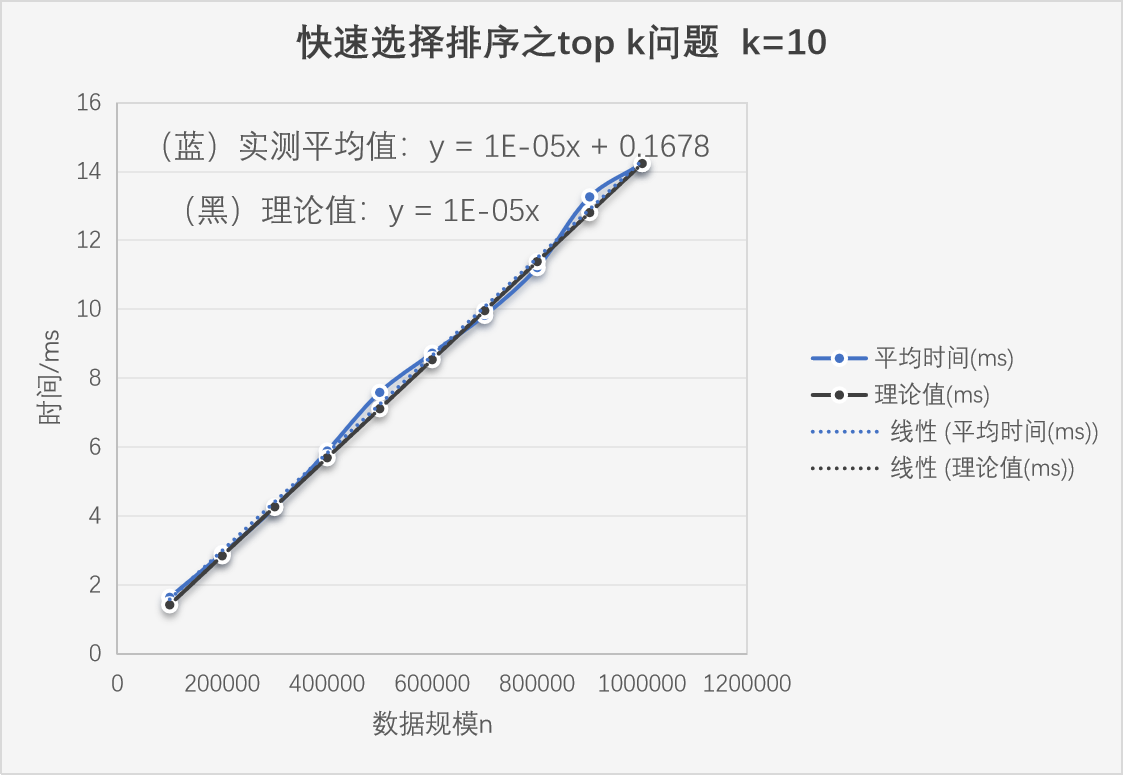 快速选择排序之top k问题 k=10
16
14
12
10
8
6
4
2
0
（蓝）实测平均值：y = 1E-05x + 0.1678
（黑）理论值：y = 1E-05x
时间/ms
0 200000 400000 600000 800000 1000000 1200000
数据规模n
平均时间(ms)
理论值(ms)
线性 (平均时间(ms))
线性 (理论值(ms))